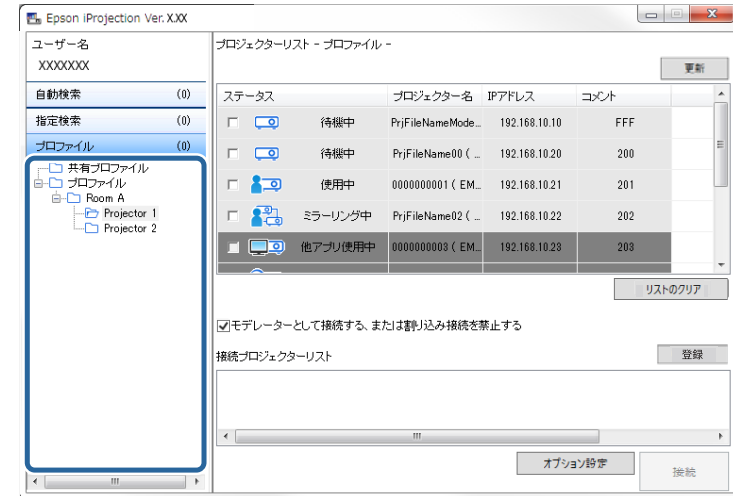 Epson iProjection Ver. X.XX
ユーザー名
XXXXXXX
自動検索 (0)
指定検索 (0)
プロファイル (0)
共有プロファイル
プロファイル
Room A
Projector 1
Projector 2
プロジェクターリスト - プロファイル -
更新
ステータス プロジェクター名 IPアドレス コメント
待機中 PrjFileNameMode... 192.168.10.10 FFF
待機中 PrjFileName00 ( ... 192.168.10.20 200
使用中 0000000001 ( EM... 192.168.10.21 201
ミラーリング中 PrjFileName02 ( ... 192.168.10.22 202
他アプリ使用中 0000000003 ( EM... 192.168.10.23 203
リストのクリア
モデレーターとして接続する、または割り込み接続を禁止する
接続プロジェクターリスト
登録
オプション設定
接続